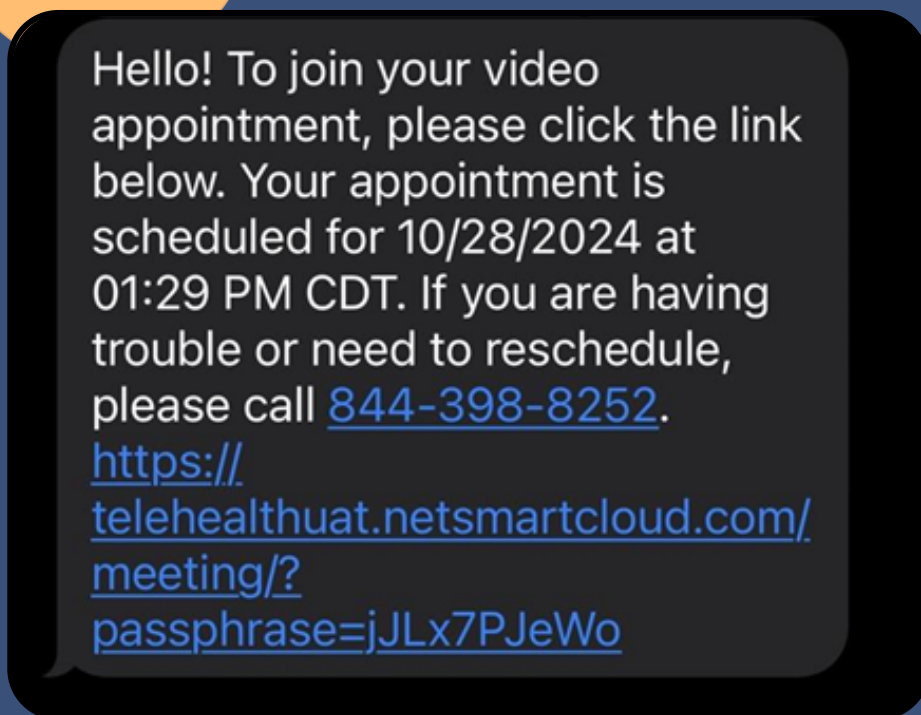 Hello! To join your video
appointment, please click the link
below. Your appointment is
scheduled for 10/28/2024 at
01:29 PM CDT. If you are having
trouble or need to reschedule,
please call 844-398-8252.
https://
telehealthuat.netsmartcloud.com/
meeting/?
passphrase=jJLx7PJeWo